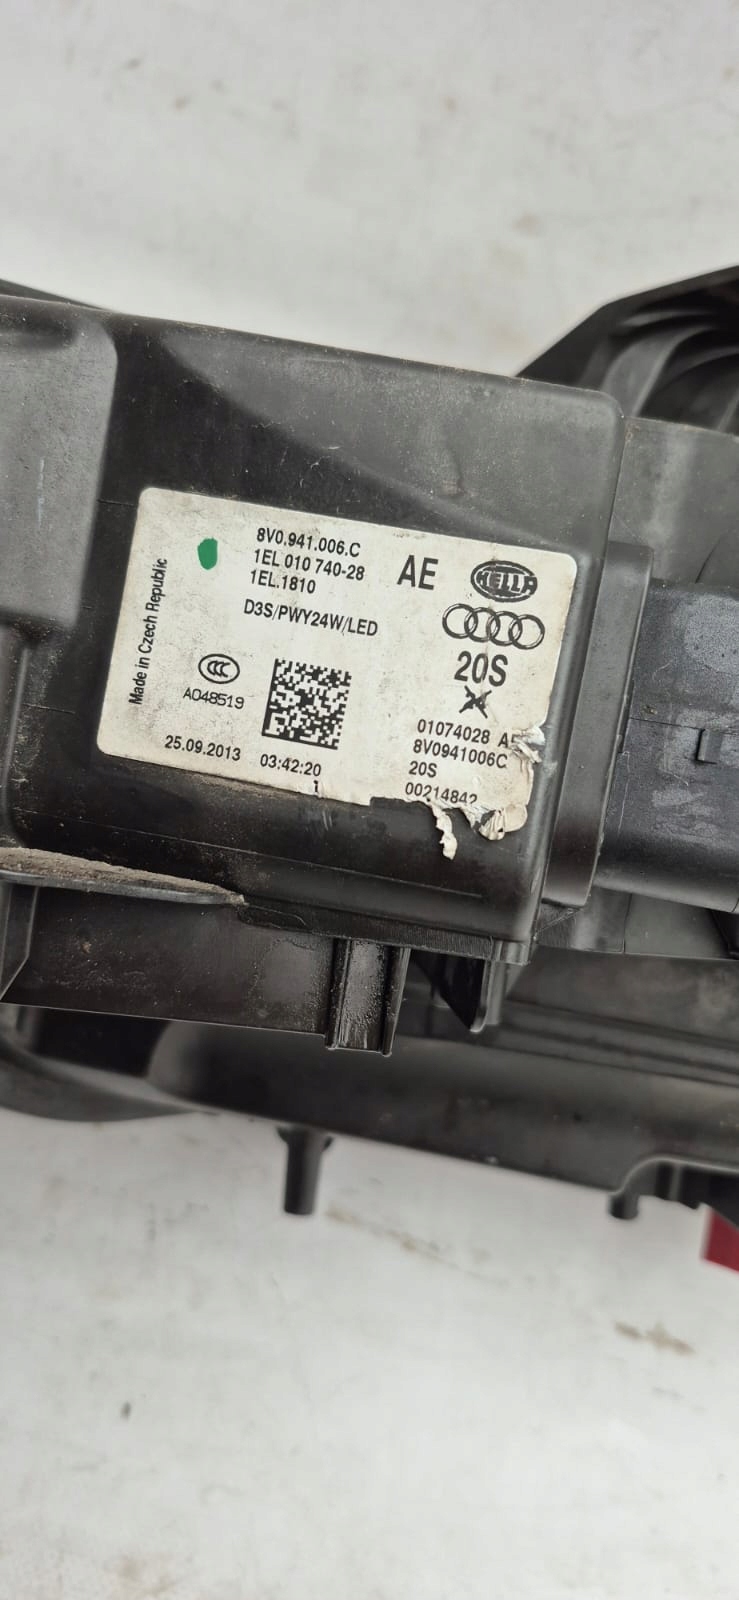 8V0.941.006.C
1EL 010 740-28
1EL.1810
AE
HELLA
D3S/PWY24W/LED
20S
Made in Czech Republic
CCC
A048519
01074028 A
8V0941006C
20S
00214842
25.09.2013 03:42:20
1